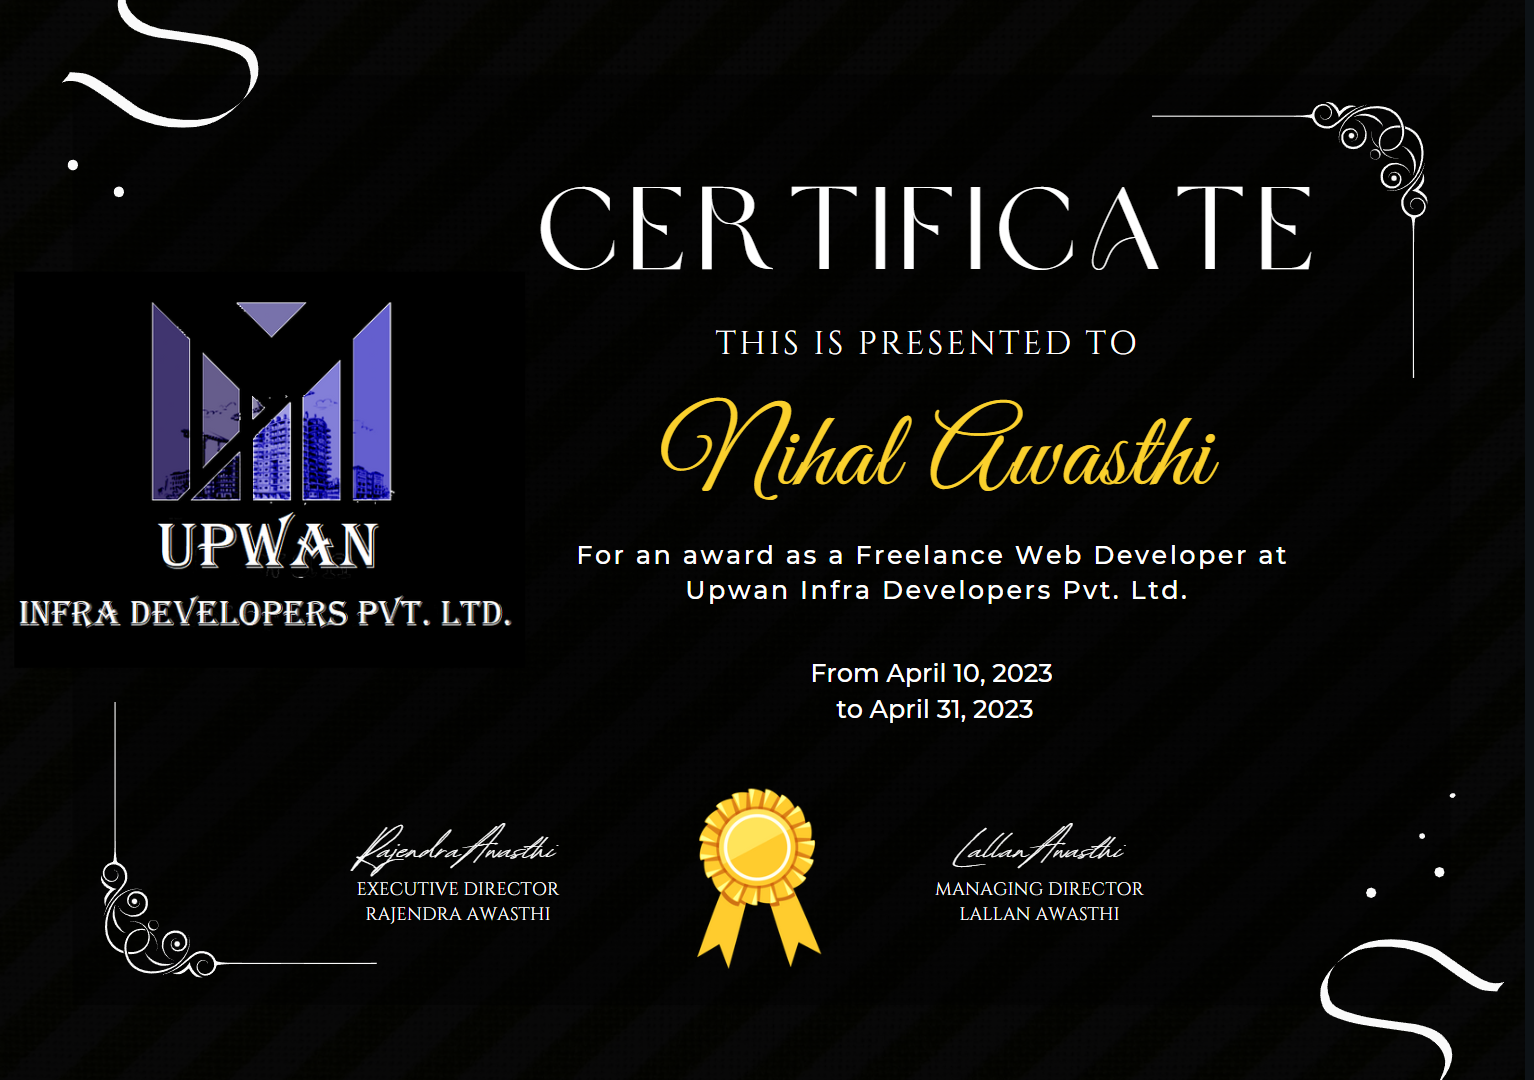 CERTIFICATE
THIS IS PRESENTED TO
Nihal Awasthi
For an award as a Freelance Web Developer at
Upwan Infra Developers Pvt. Ltd.
From April 10, 2023
to April 31, 2023
UPWAN
INFRA DEVELOPERS PVT. LTD.
Rajendra Awasthi
EXECUTIVE DIRECTOR
RAJENDRA AWASTHI
Lallan Awasthi
MANAGING DIRECTOR
LALLAN AWASTHI